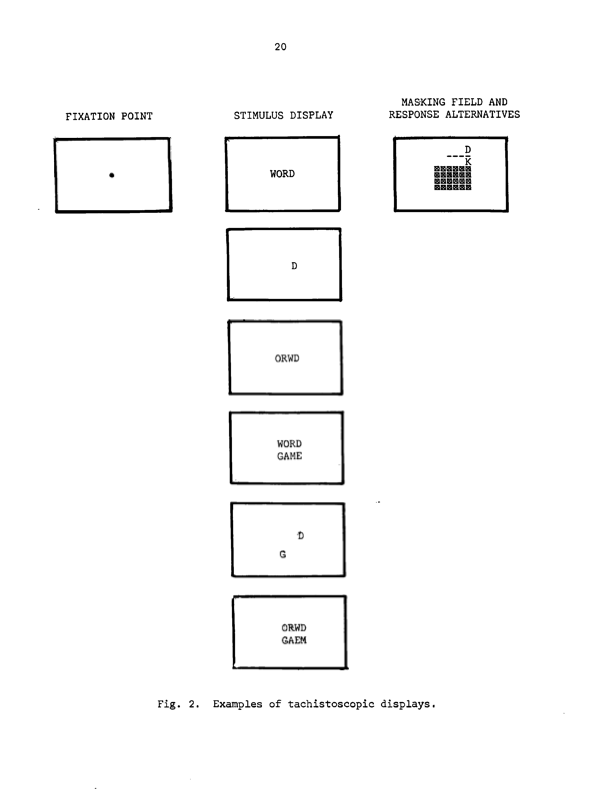 20
FIXATION POINT
STIMULUS DISPLAY
MASKING FIELD AND
RESPONSE ALTERNATIVES
WORD
D
----
K
D
ORWD
WORD
GAME
D
G
ORWD
GAEM
Fig. 2. Examples of tachistoscopic displays.